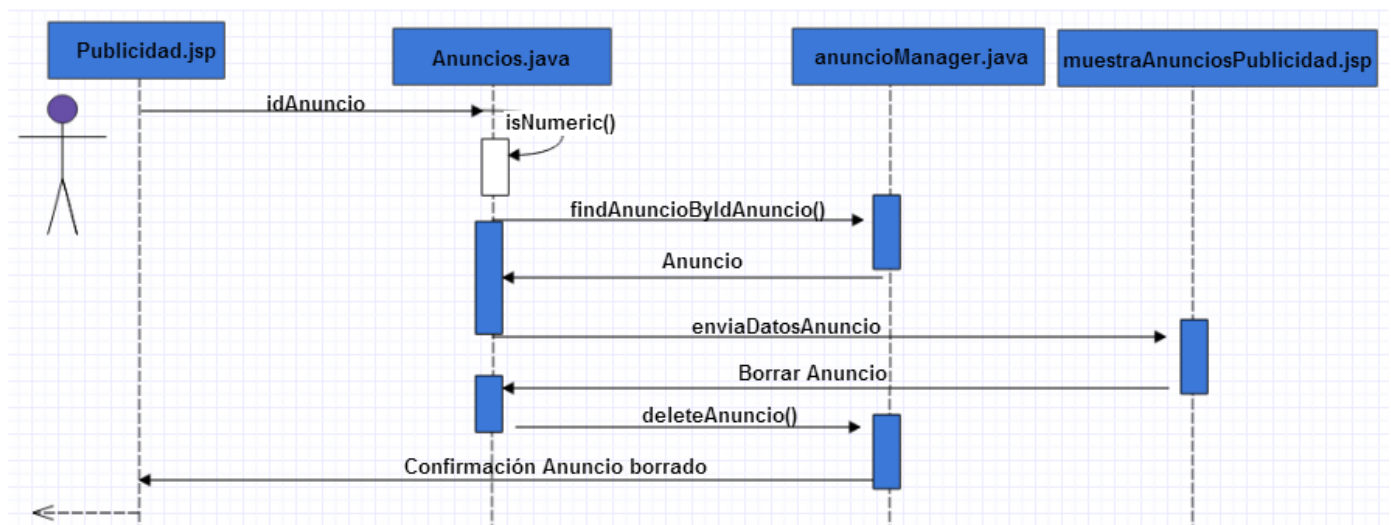 Publicidad.jsp
Anuncios.java
anuncioManager.java
muestraAnunciosPublicidad.jsp
idAnuncio
isNumeric()
findAnuncioByIdAnuncio()
Anuncio
enviaDatosAnuncio
Borrar Anuncio
deleteAnuncio()
Confirmación Anuncio borrado